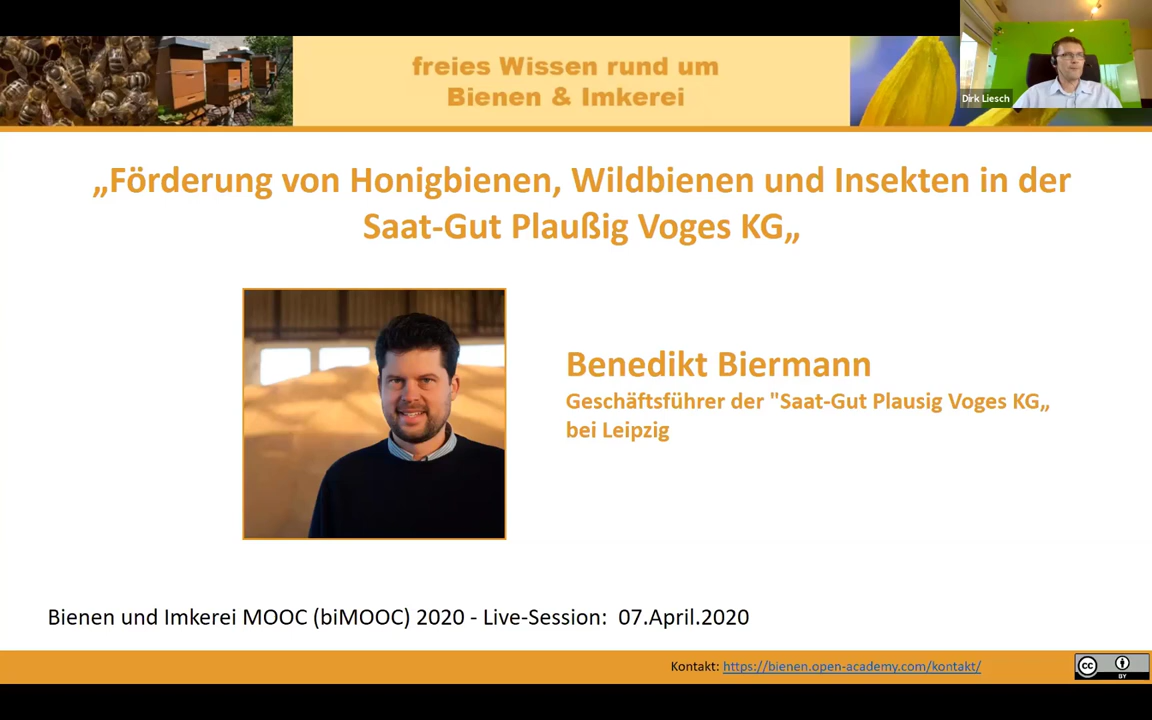 freies Wissen rund um
Bienen & Imkerei
Dirk Liesch
„Förderung von Honigbienen, Wildbienen und Insekten in der
Saat-Gut Plaußig Voges KG„
Benedikt Biermann
Geschäftsführer der "Saat-Gut Plausig Voges KG„
bei Leipzig
Bienen und Imkerei MOOC (biMOOC) 2020 - Live-Session:  07.April.2020
Kontakt: https://bienen.open-academy.com/kontakt/
cc
BY